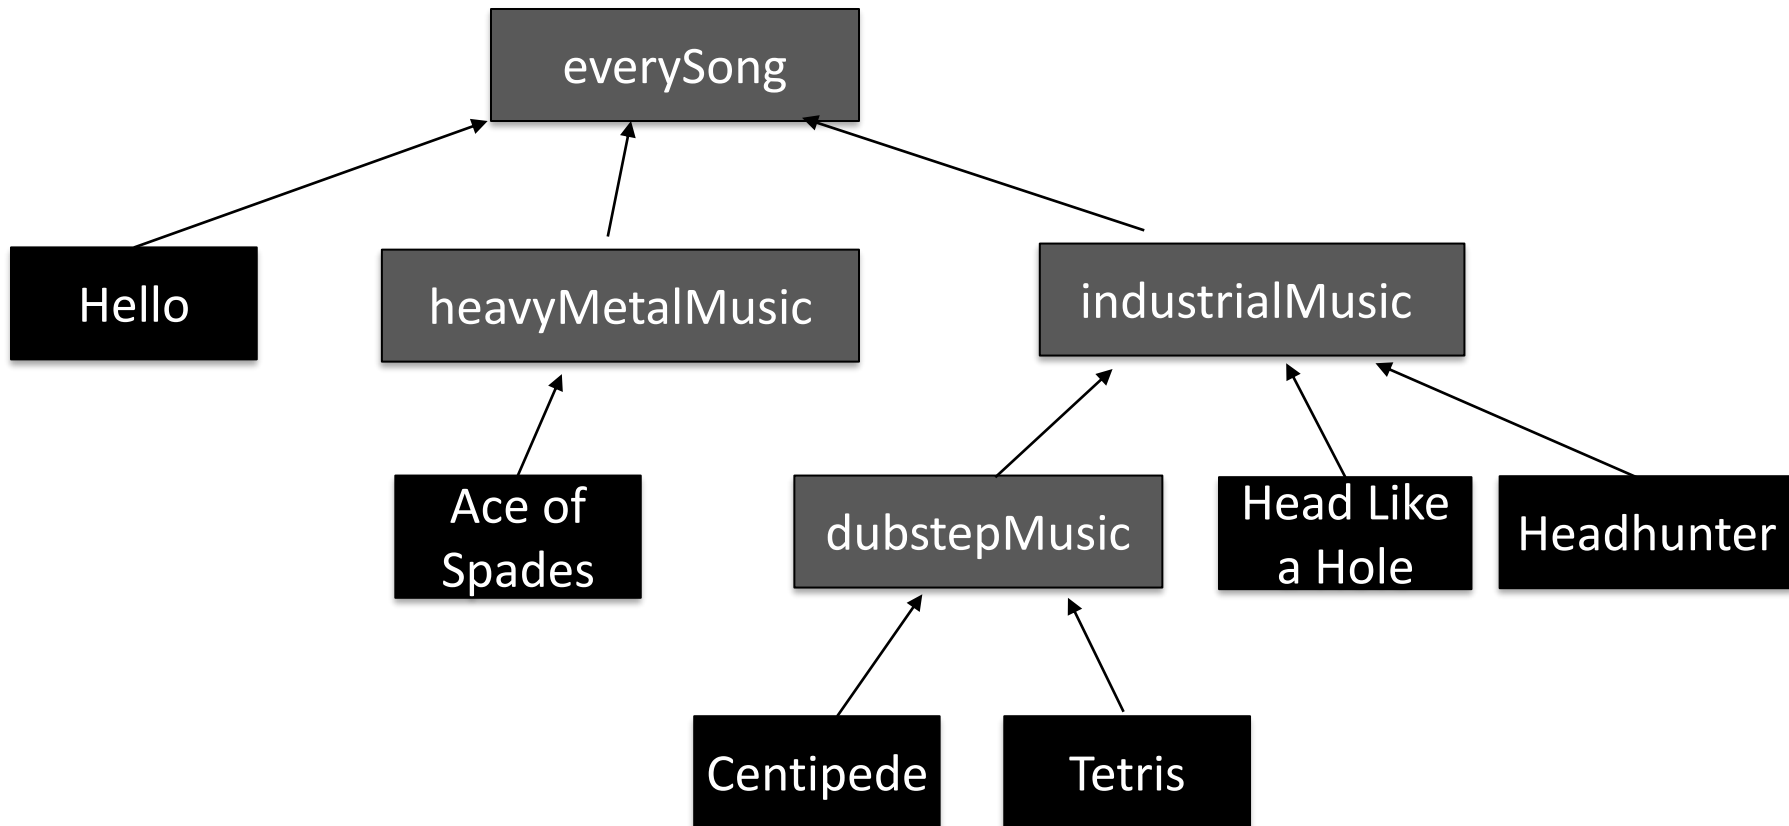 everySong
Hello
heavyMetalMusic
industrialMusic
Ace of
Spades
dubstepMusic
Head Like
a Hole
Headhunter
Centipede
Tetris